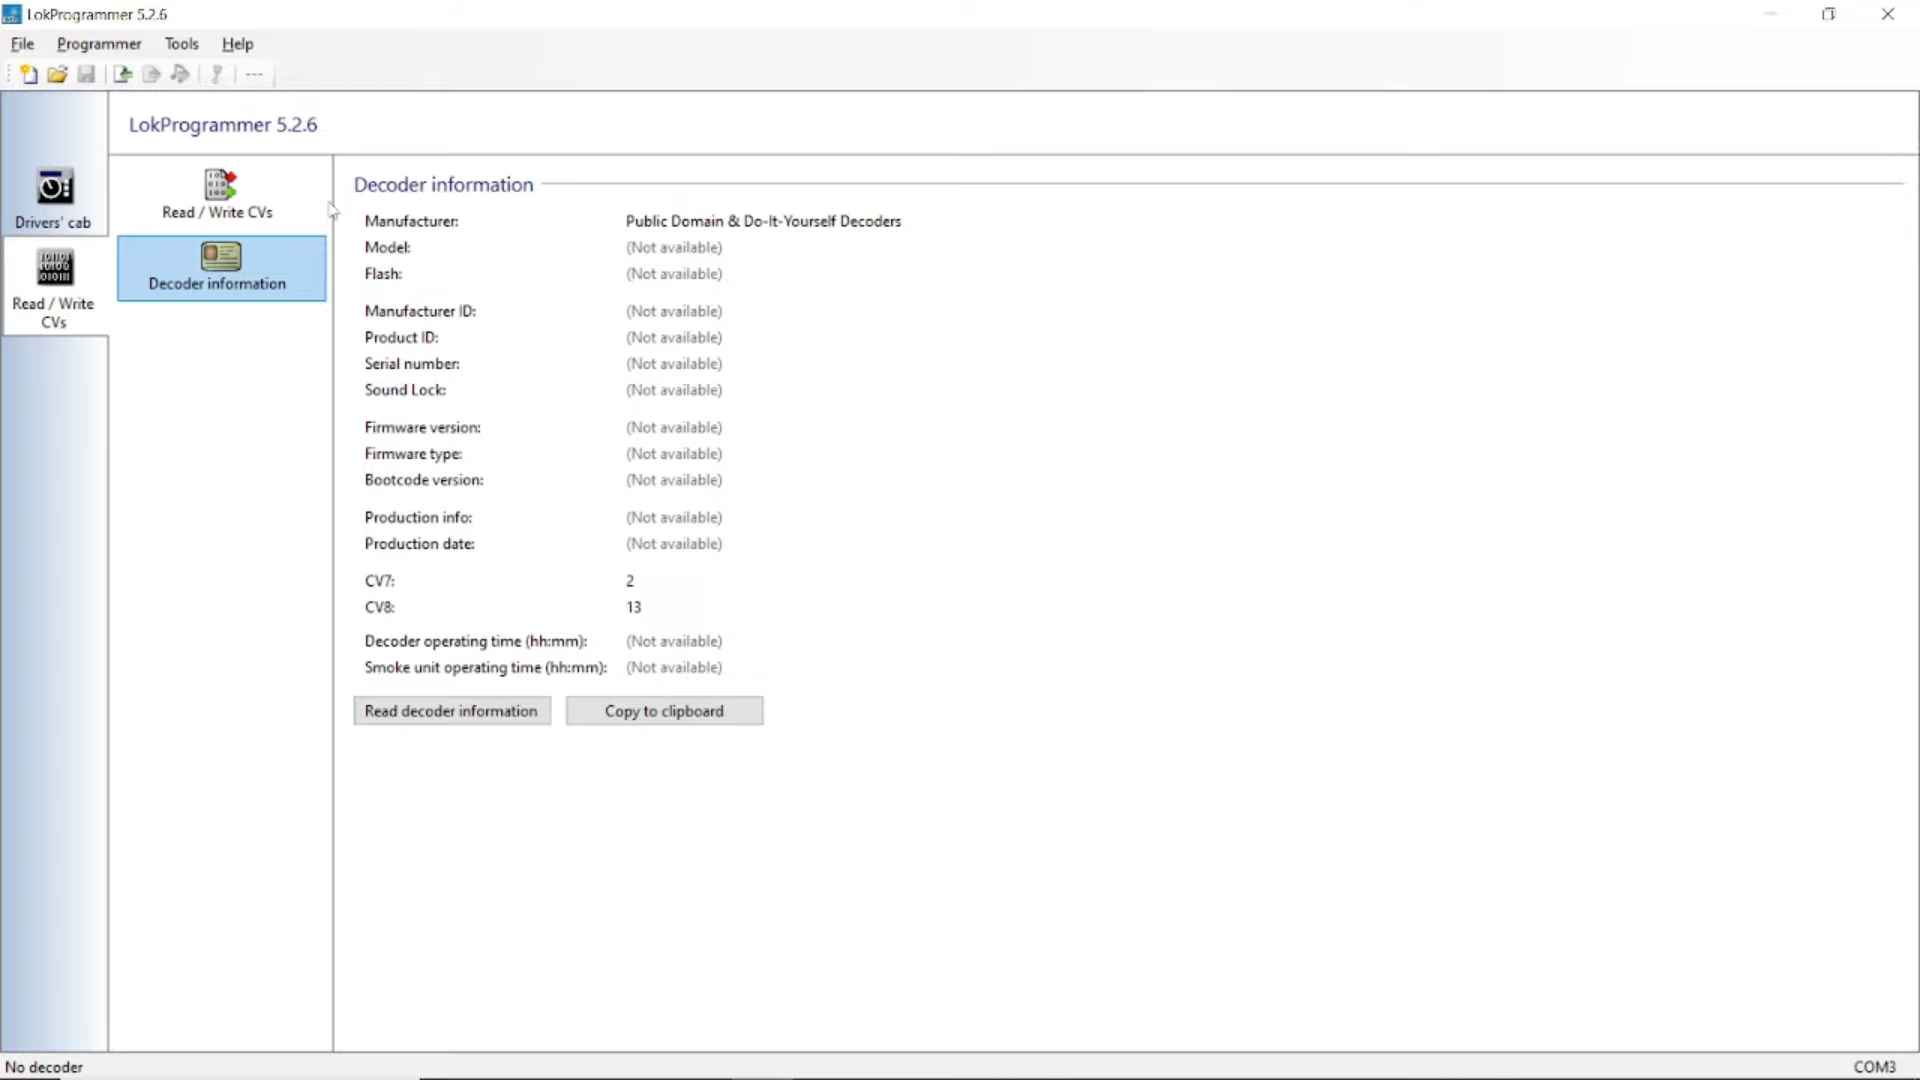 LokProgrammer 5.2.6
File Programmer Tools Help
LokProgrammer 5.2.6
Drivers' cab
Read / Write
CVs
Read / Write CVs
Decoder information
Decoder information
Manufacturer: Public Domain & Do-It-Yourself Decoders
Model: (Not available)
Flash: (Not available)
Manufacturer ID: (Not available)
Product ID: (Not available)
Serial number: (Not available)
Sound Lock: (Not available)
Firmware version: (Not available)
Firmware type: (Not available)
Bootcode version: (Not available)
Production info: (Not available)
Production date: (Not available)
CV7: 2
CV8: 13
Decoder operating time (hh:mm): (Not available)
Smoke unit operating time (hh:mm): (Not available)
Read decoder information Copy to clipboard
No decoder COM3